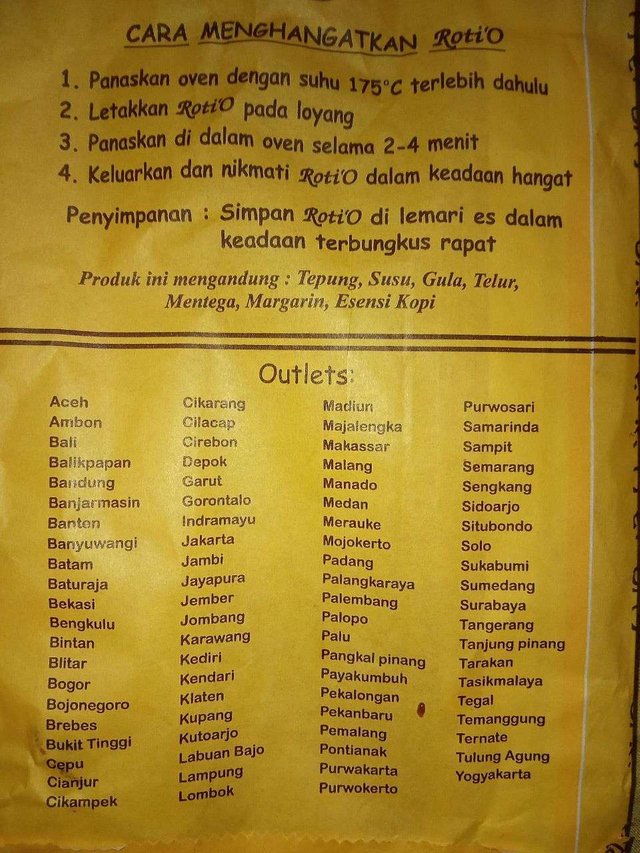 CARA MENGHANGATKAN Roti'O
1. Panaskan oven dengan suhu 175°C terlebih dahulu
2. Letakkan Roti'O pada loyang
3. Panaskan di dalam oven selama 2-4 menit
4. Keluarkan dan nikmati Roti'O dalam keadaan hangat
Penyimpanan : Simpan Roti'O di lemari es dalam
keadaan terbungkus rapat
Produk ini mengandung : Tepung, Susu, Gula, Telur,
Mentega, Margarin, Esensi Kopi
Outlets:
Aceh
Ambon
Bali
Balikpapan
Bandung
Banjarmasin
Banten
Banyuwangi
Batam
Baturaja
Bekasi
Bengkulu
Bintan
Blitar
Bogor
Bojonegoro
Brebes
Bukit Tinggi
Cepu
Cianjur
Cikampek
Cikarang
Cilacap
Cirebon
Depok
Garut
Gorontalo
Indramayu
Jakarta
Jambi
Jayapura
Jember
Jombang
Karawang
Kediri
Kendari
Klaten
Kupang
Kutoarjo
Labuan Bajo
Lampung
Lombok
Madiun
Majalengka
Makassar
Malang
Manado
Medan
Merauke
Mojokerto
Padang
Palangkaraya
Palembang
Palopo
Palu
Pangkal pinang
Payakumbuh
Pekalongan
Pekanbaru
Pemalang
Pontianak
Purwakarta
Purwokerto
Purwosari
Samarinda
Sampit
Semarang
Sengkang
Sidoarjo
Situbondo
Solo
Sukabumi
Sumedang
Surabaya
Tangerang
Tanjung pinang
Tarakan
Tasikmalaya
Tegal
Temanggung
Ternate
Tulung Agung
Yogyakarta